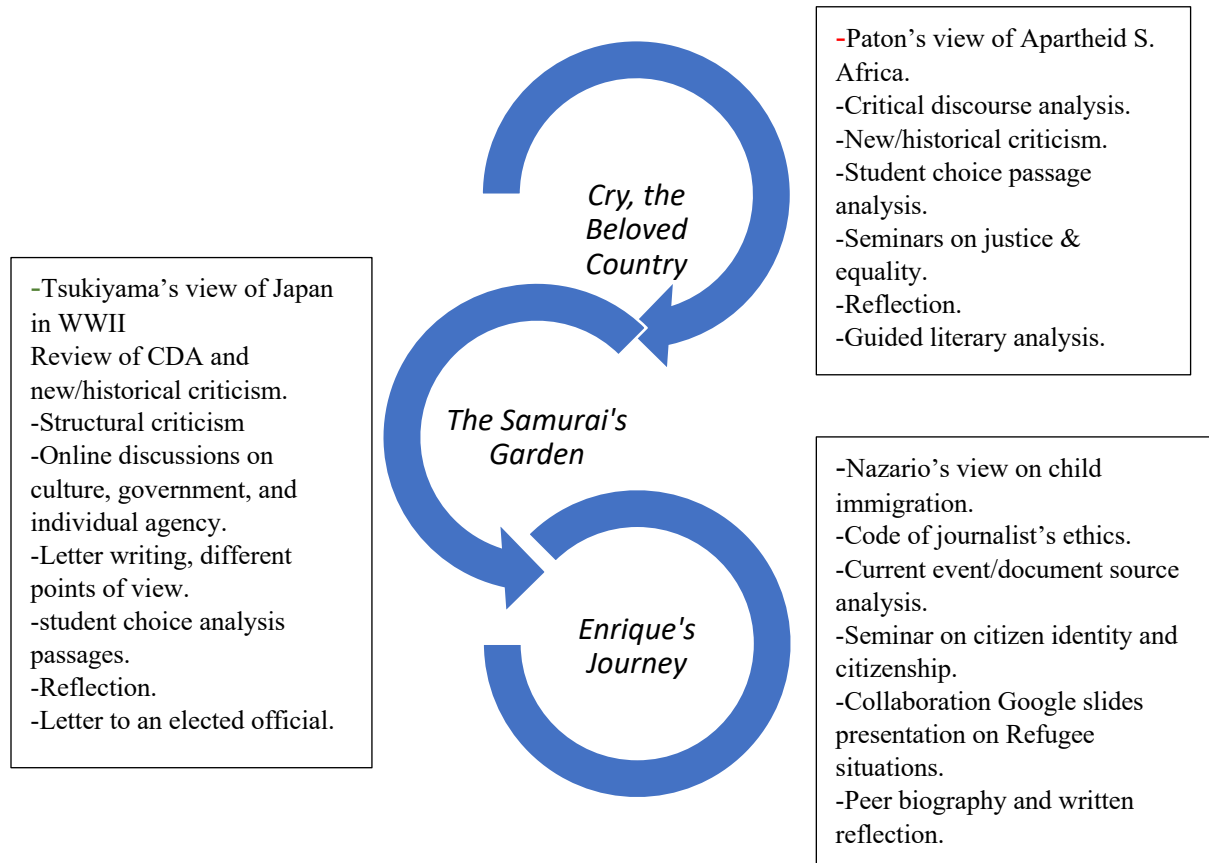 -Paton’s view of Apartheid S.
Africa.
-Critical discourse analysis.
-New/historical criticism.
-Student choice passage
analysis.
-Seminars on justice &
equality.
-Reflection.
-Guided literary analysis.
Cry, the
Beloved
Country
-Tsukiyama’s view of Japan
in WWII
Review of CDA and
new/historical criticism.
-Structural criticism
-Online discussions on
culture, government, and
individual agency.
-Letter writing, different
points of view.
-student choice analysis
passages.
-Reflection.
-Letter to an elected official.
The Samurai's
Garden
-Nazario’s view on child
immigration.
-Code of journalist’s ethics.
-Current event/document source
analysis.
-Seminar on citizen identity and
citizenship.
-Collaboration Google slides
presentation on Refugee
situations.
-Peer biography and written
reflection.
Enrique's
Journey